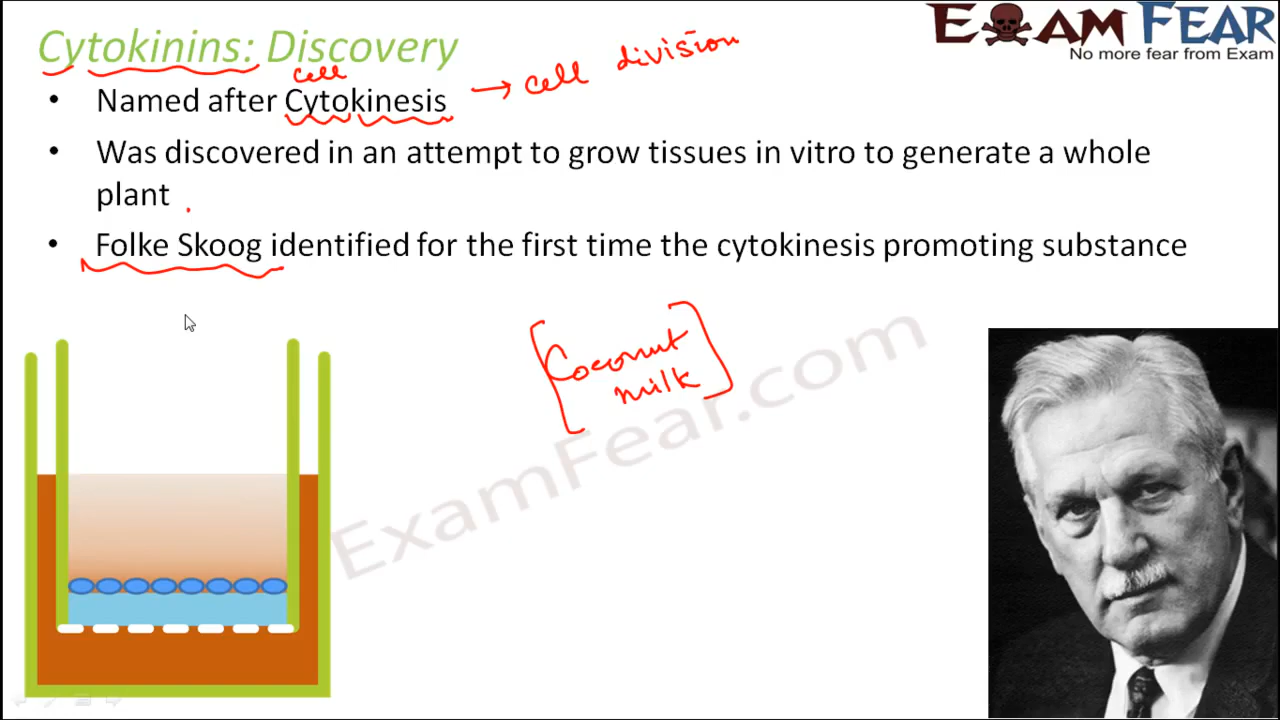 Cytokinins: Discovery
EXAM FEAR
No more fear from Exam
cell
• Named after Cytokinesis → cell division
• Was discovered in an attempt to grow tissues in vitro to generate a whole
plant
• Folke Skoog identified for the first time the cytokinesis promoting substance
[Coconut
milk]
ExamFear.com